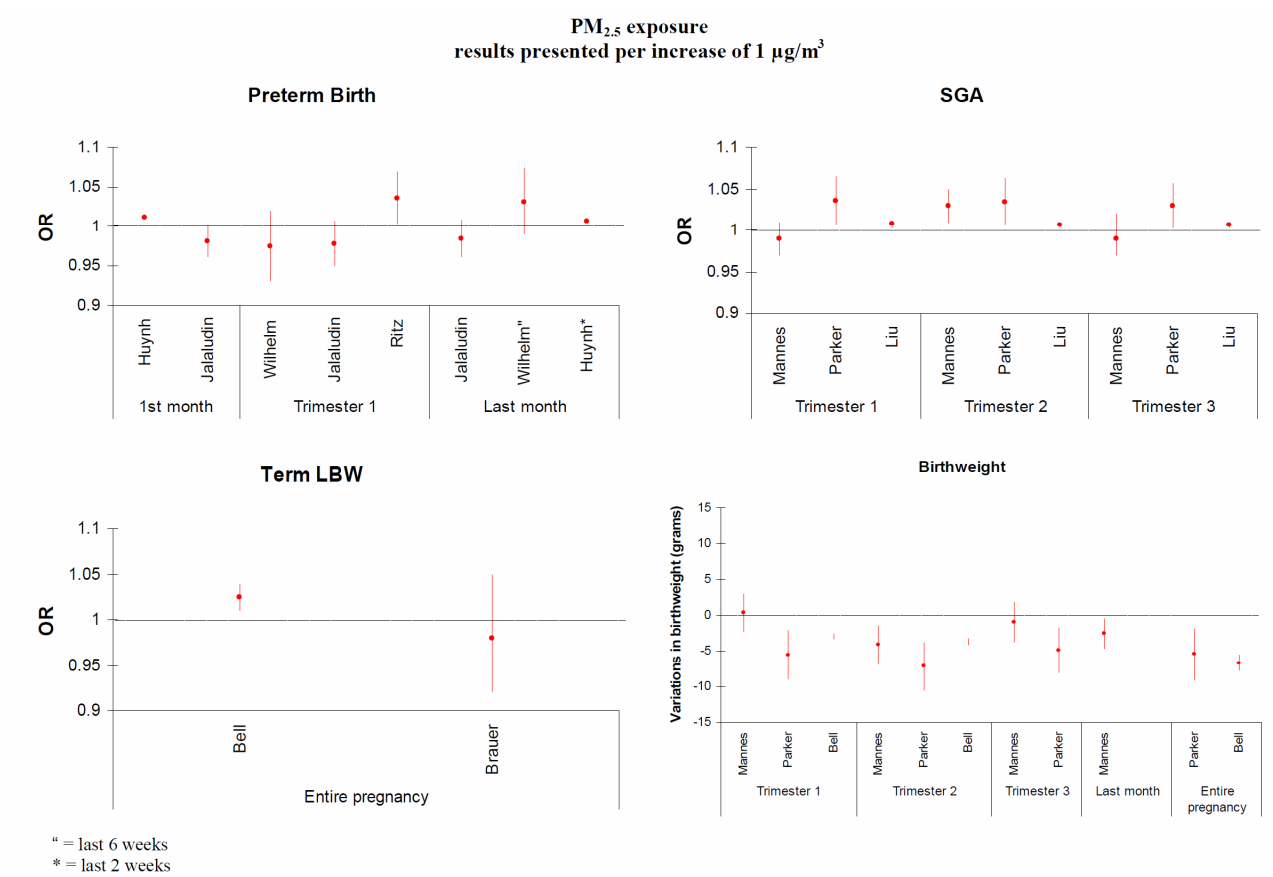 PM2.5 exposure
results presented per increase of 1 µg/m3
Preterm Birth
OR
1.1
1.05
1
0.95
0.9
Huynh
Jalaludin
Wilhelm
Jalaludin
Ritz
Jalaludin
Wilhelm"
Huynh*
1st month
Trimester 1
Last month
SGA
OR
1.1
1.05
1
0.95
0.9
Mannes
Parker
Liu
Mannes
Parker
Liu
Mannes
Parker
Liu
Trimester 1
Trimester 2
Trimester 3
Term LBW
OR
1.1
1.05
1
0.95
0.9
Bell
Brauer
Entire pregnancy
Birthweight
Variations in birthweight (grams)
15
10
5
0
-5
-10
-15
Mannes
Parker
Bell
Mannes
Parker
Bell
Mannes
Parker
Mannes
Parker
Bell
Trimester 1
Trimester 2
Trimester 3
Last month
Entire
pregnancy
“ = last 6 weeks
* = last 2 weeks